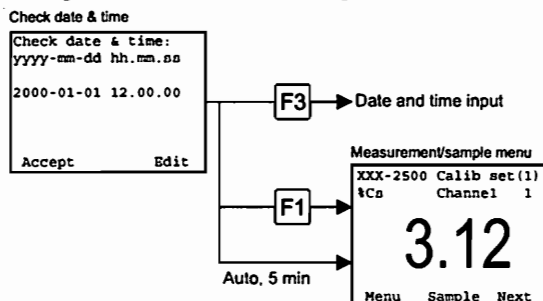 Check date & time
Check date & time:
yyyy-mm-dd hh.mm.ss
2000-01-01 12.00.00
Accept Edit
F3 Date and time input
Measurement/sample menu
XXX-2500 Calib set(1)
%Cs Channel 1
F1
3.12
Auto, 5 min
Menu Sample Next